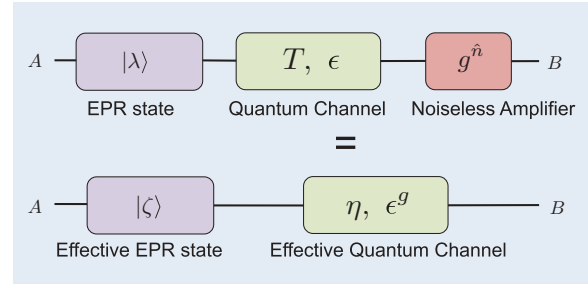 A |λ⟩ T, ϵ g^n̂ B
EPR state Quantum Channel Noiseless Amplifier
=
A |ζ⟩ η, ϵ^g B
Effective EPR state Effective Quantum Channel